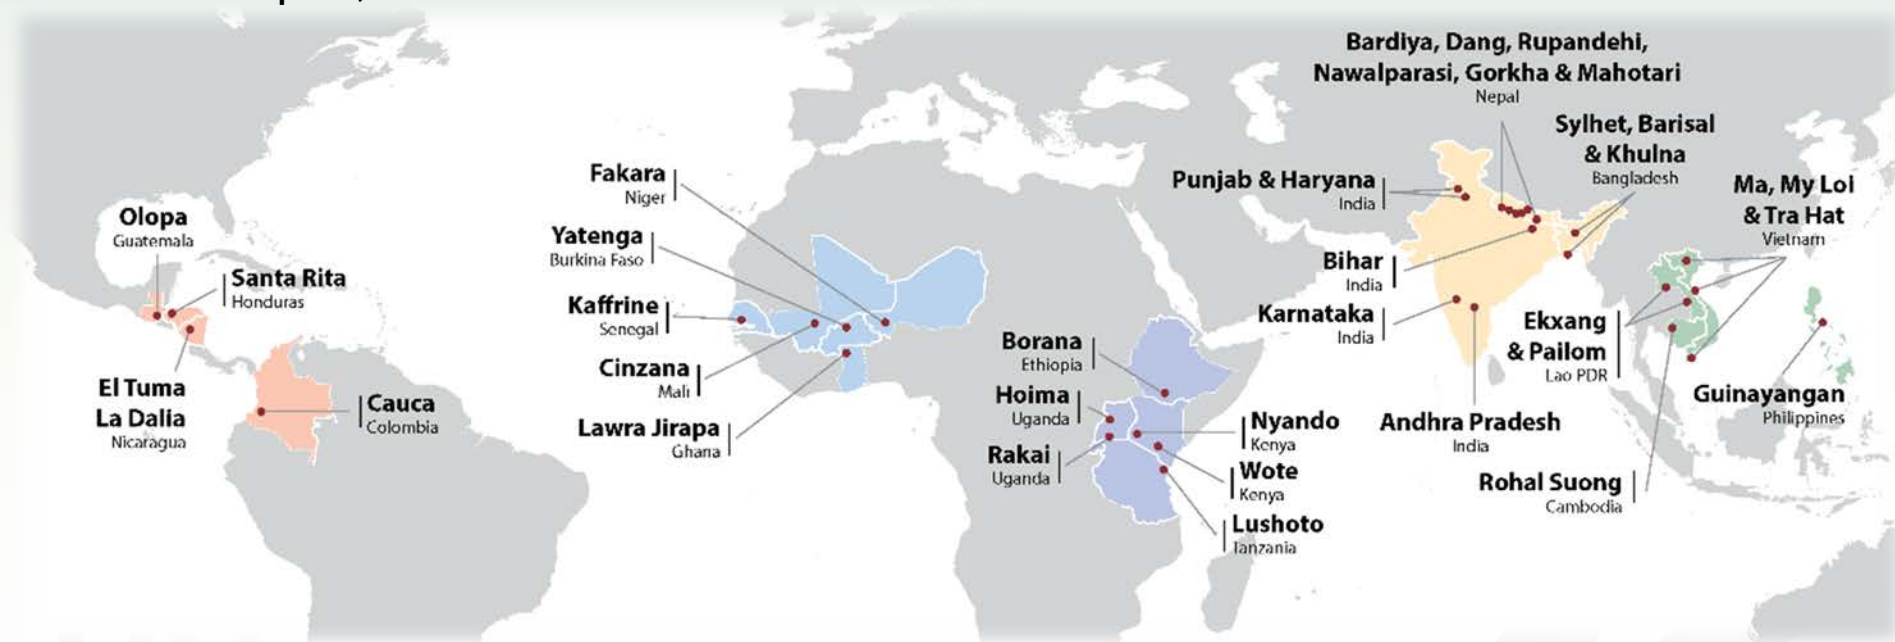 Bardiya, Dang, Rupandehi,
Nawalparasi, Gorkha & Mahotari
Nepal
Sylhet, Barisal
& Khulna
Bangladesh
Fakara
Niger
Punjab & Haryana
India
Ma, My Loi
& Tra Hat
Vietnam
Olopa
Guatemala
Yatenga
Burkina Faso
Santa Rita
Honduras
Bihar
India
Kaffrine
Senegal
Karnataka
India
Ekxang
& Pailom
Lao PDR
Borana
Ethiopia
Cinzana
Mali
El Tuma
La Dalia
Nicaragua
Hoima
Uganda
Guinayangan
Philippines
Cauca
Colombia
Nyando
Kenya
Andhra Pradesh
India
Lawra Jirapa
Ghana
Rakai
Uganda
Wote
Kenya
Rohal Suong
Cambodia
Lushoto
Tanzania